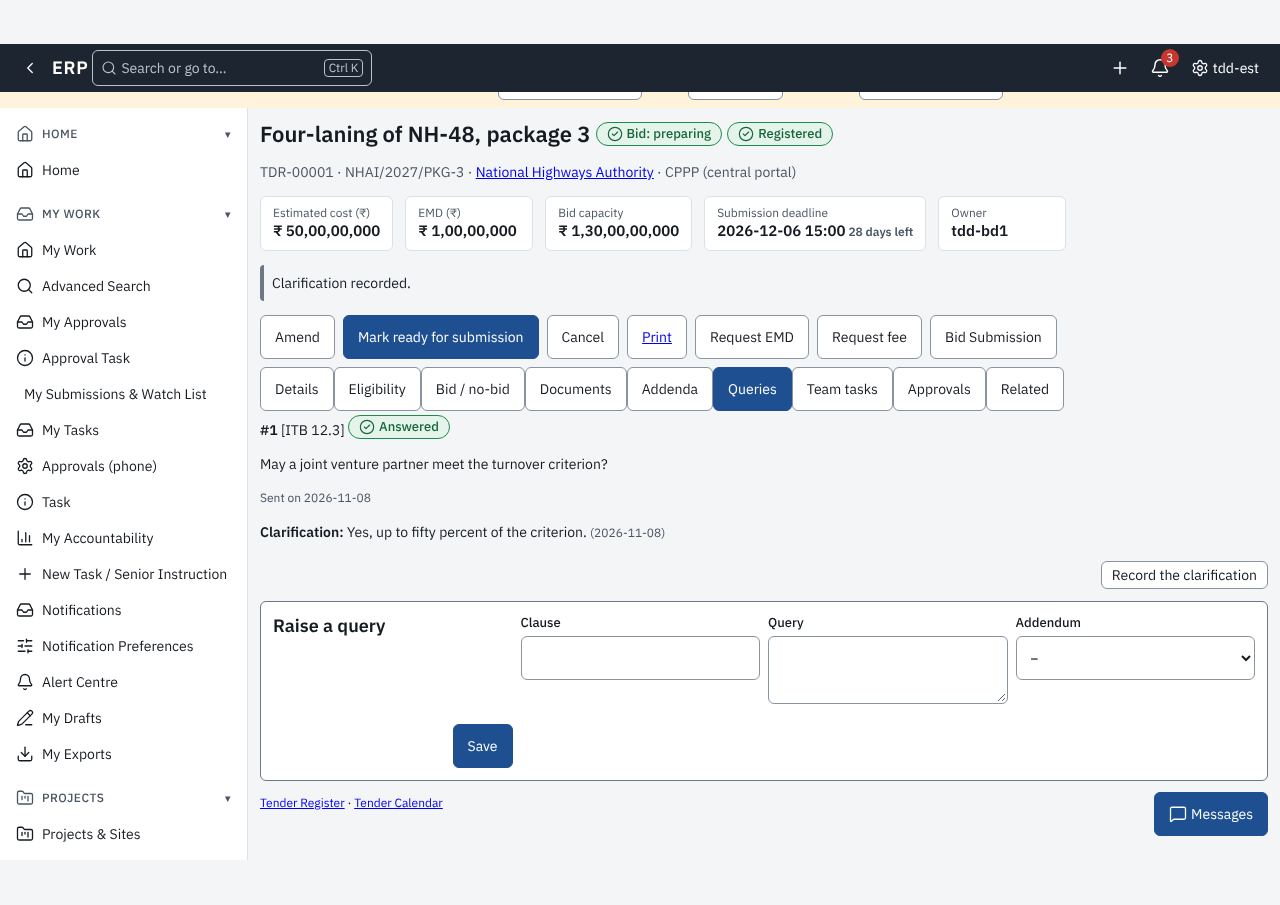 ERP
Search or go to... Ctrl K
3
tdd-est
HOME
Home
MY WORK
My Work
Advanced Search
My Approvals
Approval Task
My Submissions & Watch List
My Tasks
Approvals (phone)
Task
My Accountability
New Task / Senior Instruction
Notifications
Notification Preferences
Alert Centre
My Drafts
My Exports
PROJECTS
Projects & Sites
Four-laning of NH-48, package 3 Bid: preparing Registered
TDR-00001 · NHAI/2027/PKG-3 · National Highways Authority · CPPP (central portal)
Estimated cost (₹)
₹ 50,00,00,000
EMD (₹)
₹ 1,00,00,000
Bid capacity
₹ 1,30,00,00,000
Submission deadline
2026-12-06 15:00 28 days left
Owner
tdd-bd1
Clarification recorded.
Amend Mark ready for submission Cancel Print Request EMD Request fee Bid Submission
Details Eligibility Bid / no-bid Documents Addenda Queries Team tasks Approvals Related
#1 [ITB 12.3] Answered
May a joint venture partner meet the turnover criterion?
Sent on 2026-11-08
Clarification: Yes, up to fifty percent of the criterion. (2026-11-08)
Record the clarification
Raise a query
Clause
Query
Addendum
–
Save
Tender Register · Tender Calendar
Messages